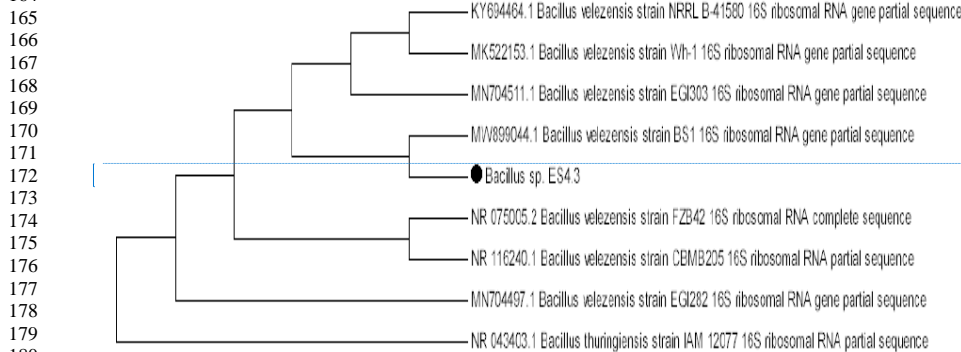 165
KY694464.1 Bacillus velezensis strain NRRL B-41580 16S ribosomal RNA gene partial sequence
166
MK522153.1 Bacillus velezensis strain Wh-1 16S ribosomal RNA gene partial sequence
167
168
MN704511.1 Bacillus velezensis strain EGI303 16S ribosomal RNA gene partial sequence
169
170
MW899044.1 Bacillus velezensis strain BS1 16S ribosomal RNA gene partial sequence
171
172
Bacillus sp. ES4.3
173
174
NR 075005.2 Bacillus velezensis strain FZB42 16S ribosomal RNA complete sequence
175
176
NR 116240.1 Bacillus velezensis strain CBMB205 16S ribosomal RNA partial sequence
177
MN704497.1 Bacillus velezensis strain EGI282 16S ribosomal RNA gene partial sequence
178
179
NR 043403.1 Bacillus thuringiensis strain IAM 12077 16S ribosomal RNA partial sequence